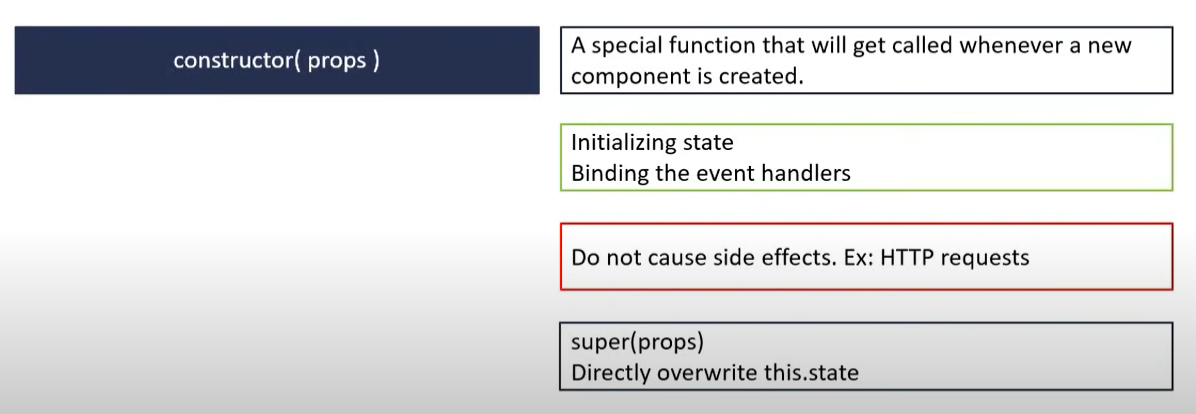 constructor( props )
A special function that will get called whenever a new
component is created.
Initializing state
Binding the event handlers
Do not cause side effects. Ex: HTTP requests
super(props)
Directly overwrite this.state